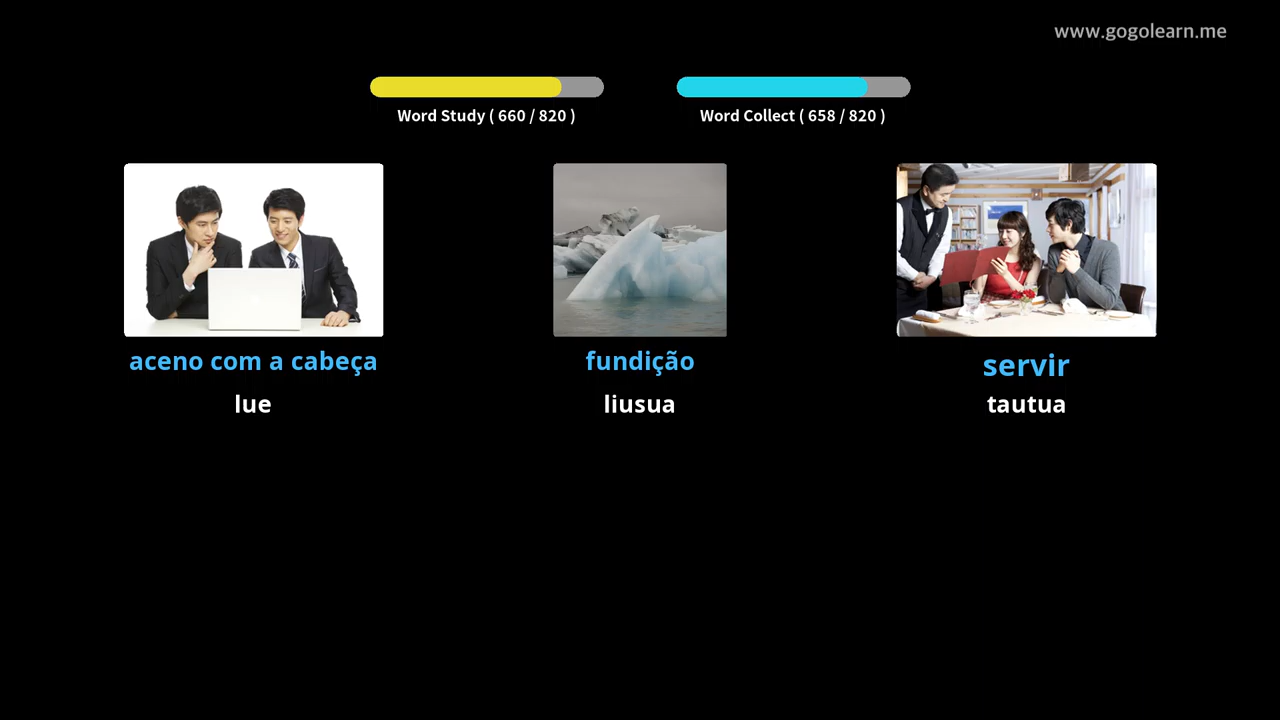 www.gogolearn.me
Word Study ( 660 / 820 )
Word Collect ( 658 / 820 )
aceno com a cabeça
fundição
servir
lue
liusua
tautua